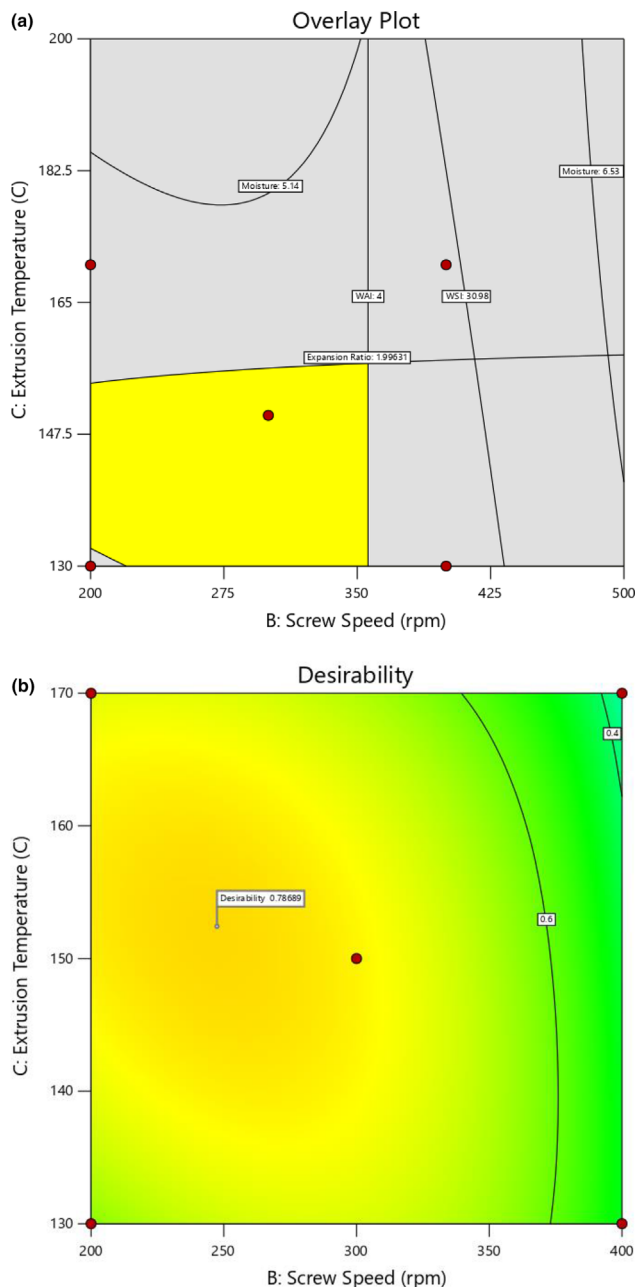 (a)
Overlay Plot
200
182.5
165
147.5
130
C: Extrusion Temperature (C)
Moisture: 5.14
Moisture: 6.53
WAI: 4
WSI: 30.98
Expansion Ratio: 1.99631
200
275
350
425
500
B: Screw Speed (rpm)
(b)
Desirability
170
160
150
140
130
C: Extrusion Temperature (C)
0.4
Desirability 0.78689
0.6
200
250
300
350
400
B: Screw Speed (rpm)